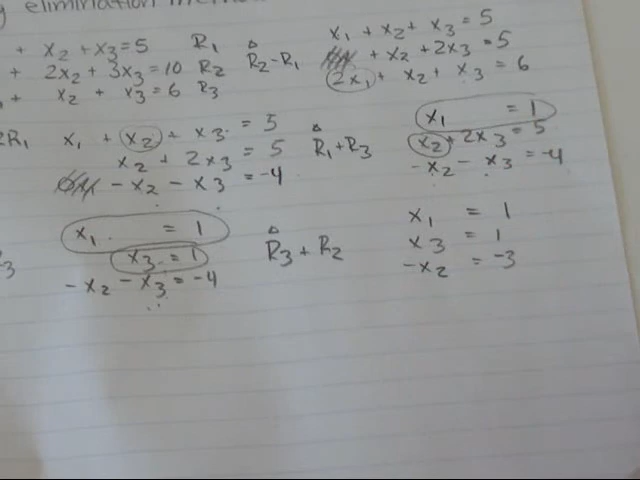 elimination
+ x₂ + x₃ = 5 R₁
+ 2x₂ + 3x₃ = 10 R₂ R₂ - R₁
+ x₂ + x₃ = 6 R₃
x₁ + x₂ + x₃ = 5
+ x₂ + 2x₃ = 5
2x₁ + x₂ + x₃ = 6
2R₁ x₁ + x₂ + x₃ = 5
x₂ + 2x₃ = 5 R₁ + R₃
- x₂ - x₃ = -4
x₁ = 1
x₂ + 2x₃ = 5
-x₂ - x₃ = -4
x₁ = 1
x₃ = 1 R₃ + R₂
- x₂ - x₃ = -4
x₁ = 1
x₃ = 1
-x₂ = -3